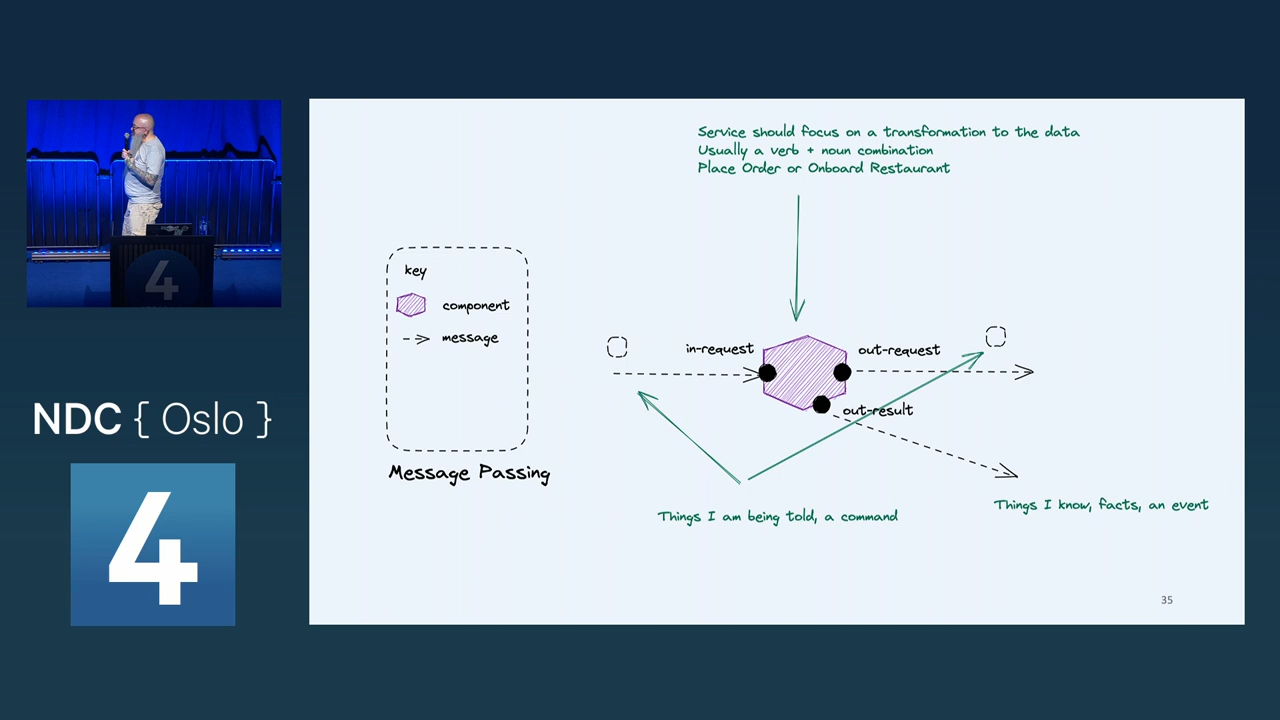 Service should focus on a transformation to the data
Usually a verb + noun combination
Place Order or Onboard Restaurant
key
component
message
Message Passing
in-request
out-request
out-result
Things I am being told, a command
Things I know, facts, an event
35
NDC { Oslo }
4
4